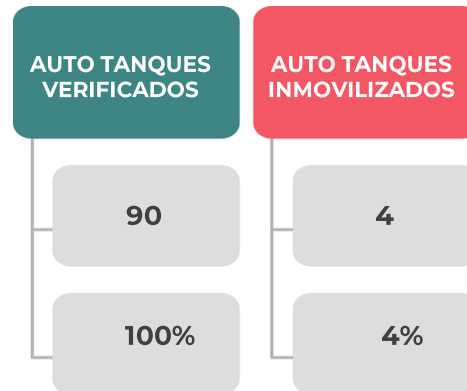 AUTO TANQUES
VERIFICADOS
90
100%
AUTO TANQUES
INMOVILIZADOS
4
4%